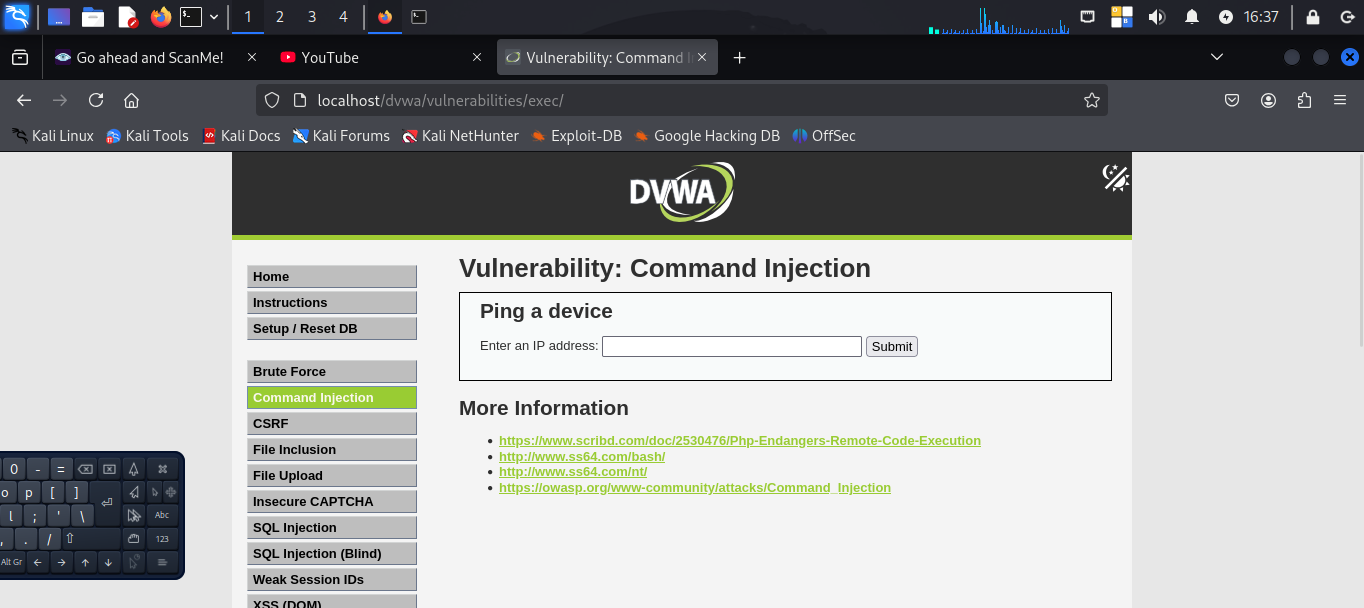 1 2 3 4 16:37
Go ahead and ScanMe! YouTube Vulnerability: Command I
localhost/dvwa/vulnerabilities/exec/
Kali Linux Kali Tools Kali Docs Kali Forums Kali NetHunter Exploit-DB Google Hacking DB OffSec
DVWA
Vulnerability: Command Injection
Home
Instructions
Setup / Reset DB
Brute Force
Command Injection
CSRF
File Inclusion
File Upload
Insecure CAPTCHA
SQL Injection
SQL Injection (Blind)
Weak Session IDs
XSS (DOM)
Ping a device
Enter an IP address: Submit
More Information
https://www.scribd.com/doc/2530476/Php-Endangers-Remote-Code-Execution
http://www.ss64.com/bash/
http://www.ss64.com/nt/
https://owasp.org/www-community/attacks/Command_Injection
0 - =
o p [ ]
l ; ' \ Abc
, . / 123
Alt Gr